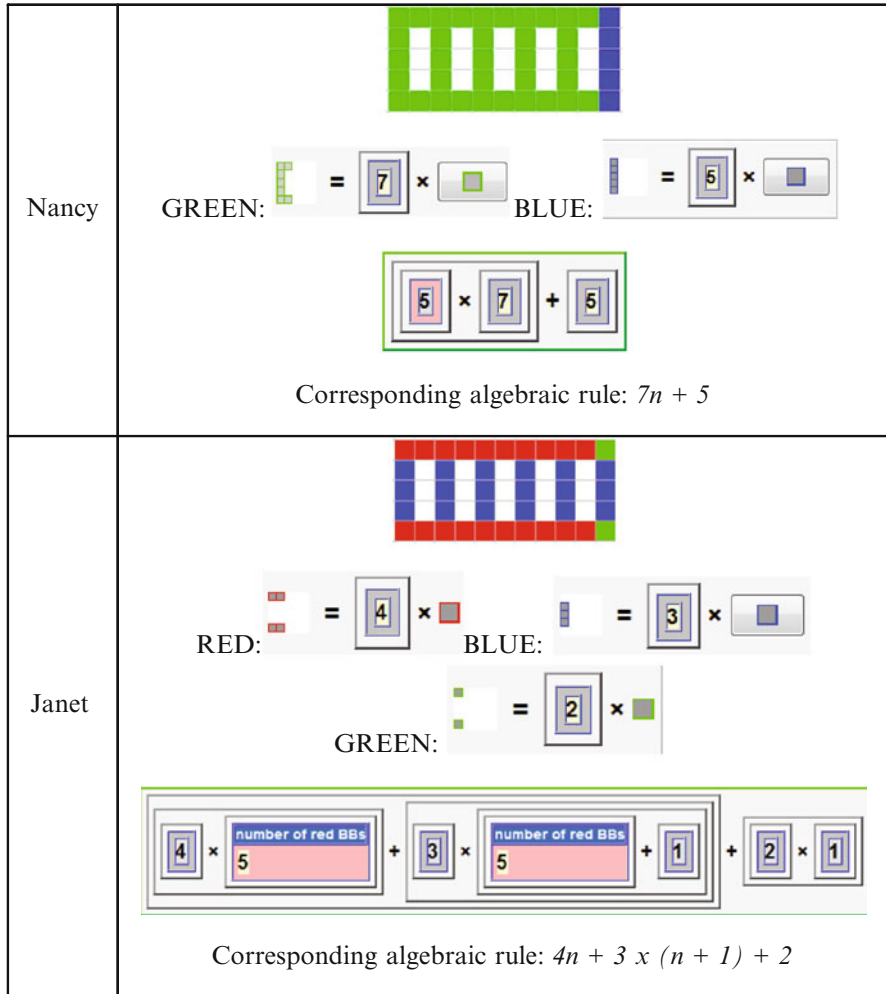 Nancy
GREEN: = 7 × BLUE: = 5 ×
5 × 7 + 5
Corresponding algebraic rule: 7n + 5
Janet
RED: = 4 × BLUE: = 3 ×
GREEN: = 2 ×
4 × number of red BBs 5 + 3 × number of red BBs 5 + 1 + 2 × 1
Corresponding algebraic rule: 4n + 3 x (n + 1) + 2